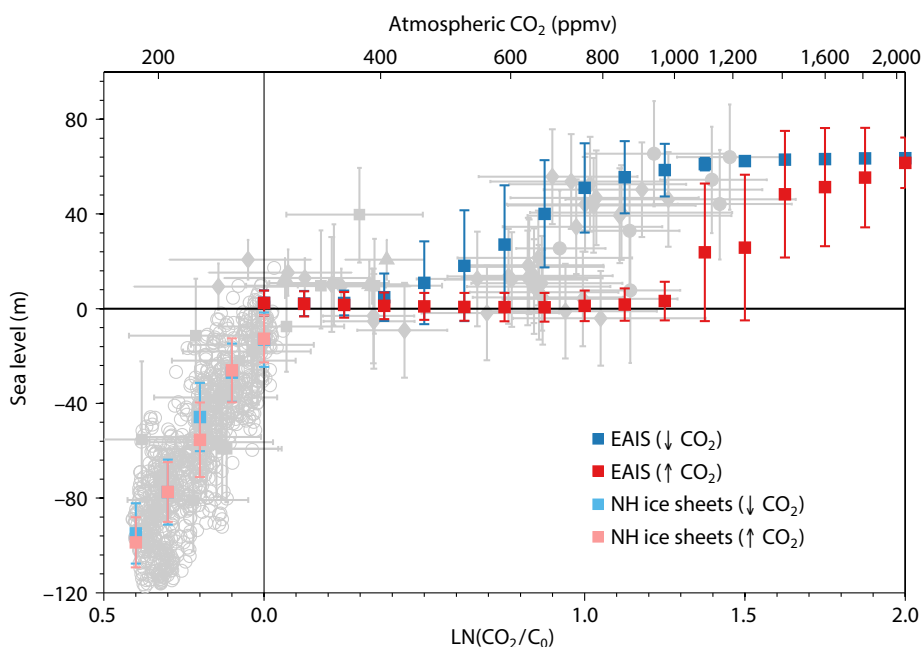 Atmospheric CO₂ (ppmv)
200 400 600 800 1,000 1,200 1,600 2,000
80
40
0
−40
−80
−120
Sea level (m)
EAIS (↓ CO₂)
EAIS (↑ CO₂)
NH ice sheets (↓ CO₂)
NH ice sheets (↑ CO₂)
0.5 0.0 1.0 1.5 2.0
LN(CO₂/C₀)